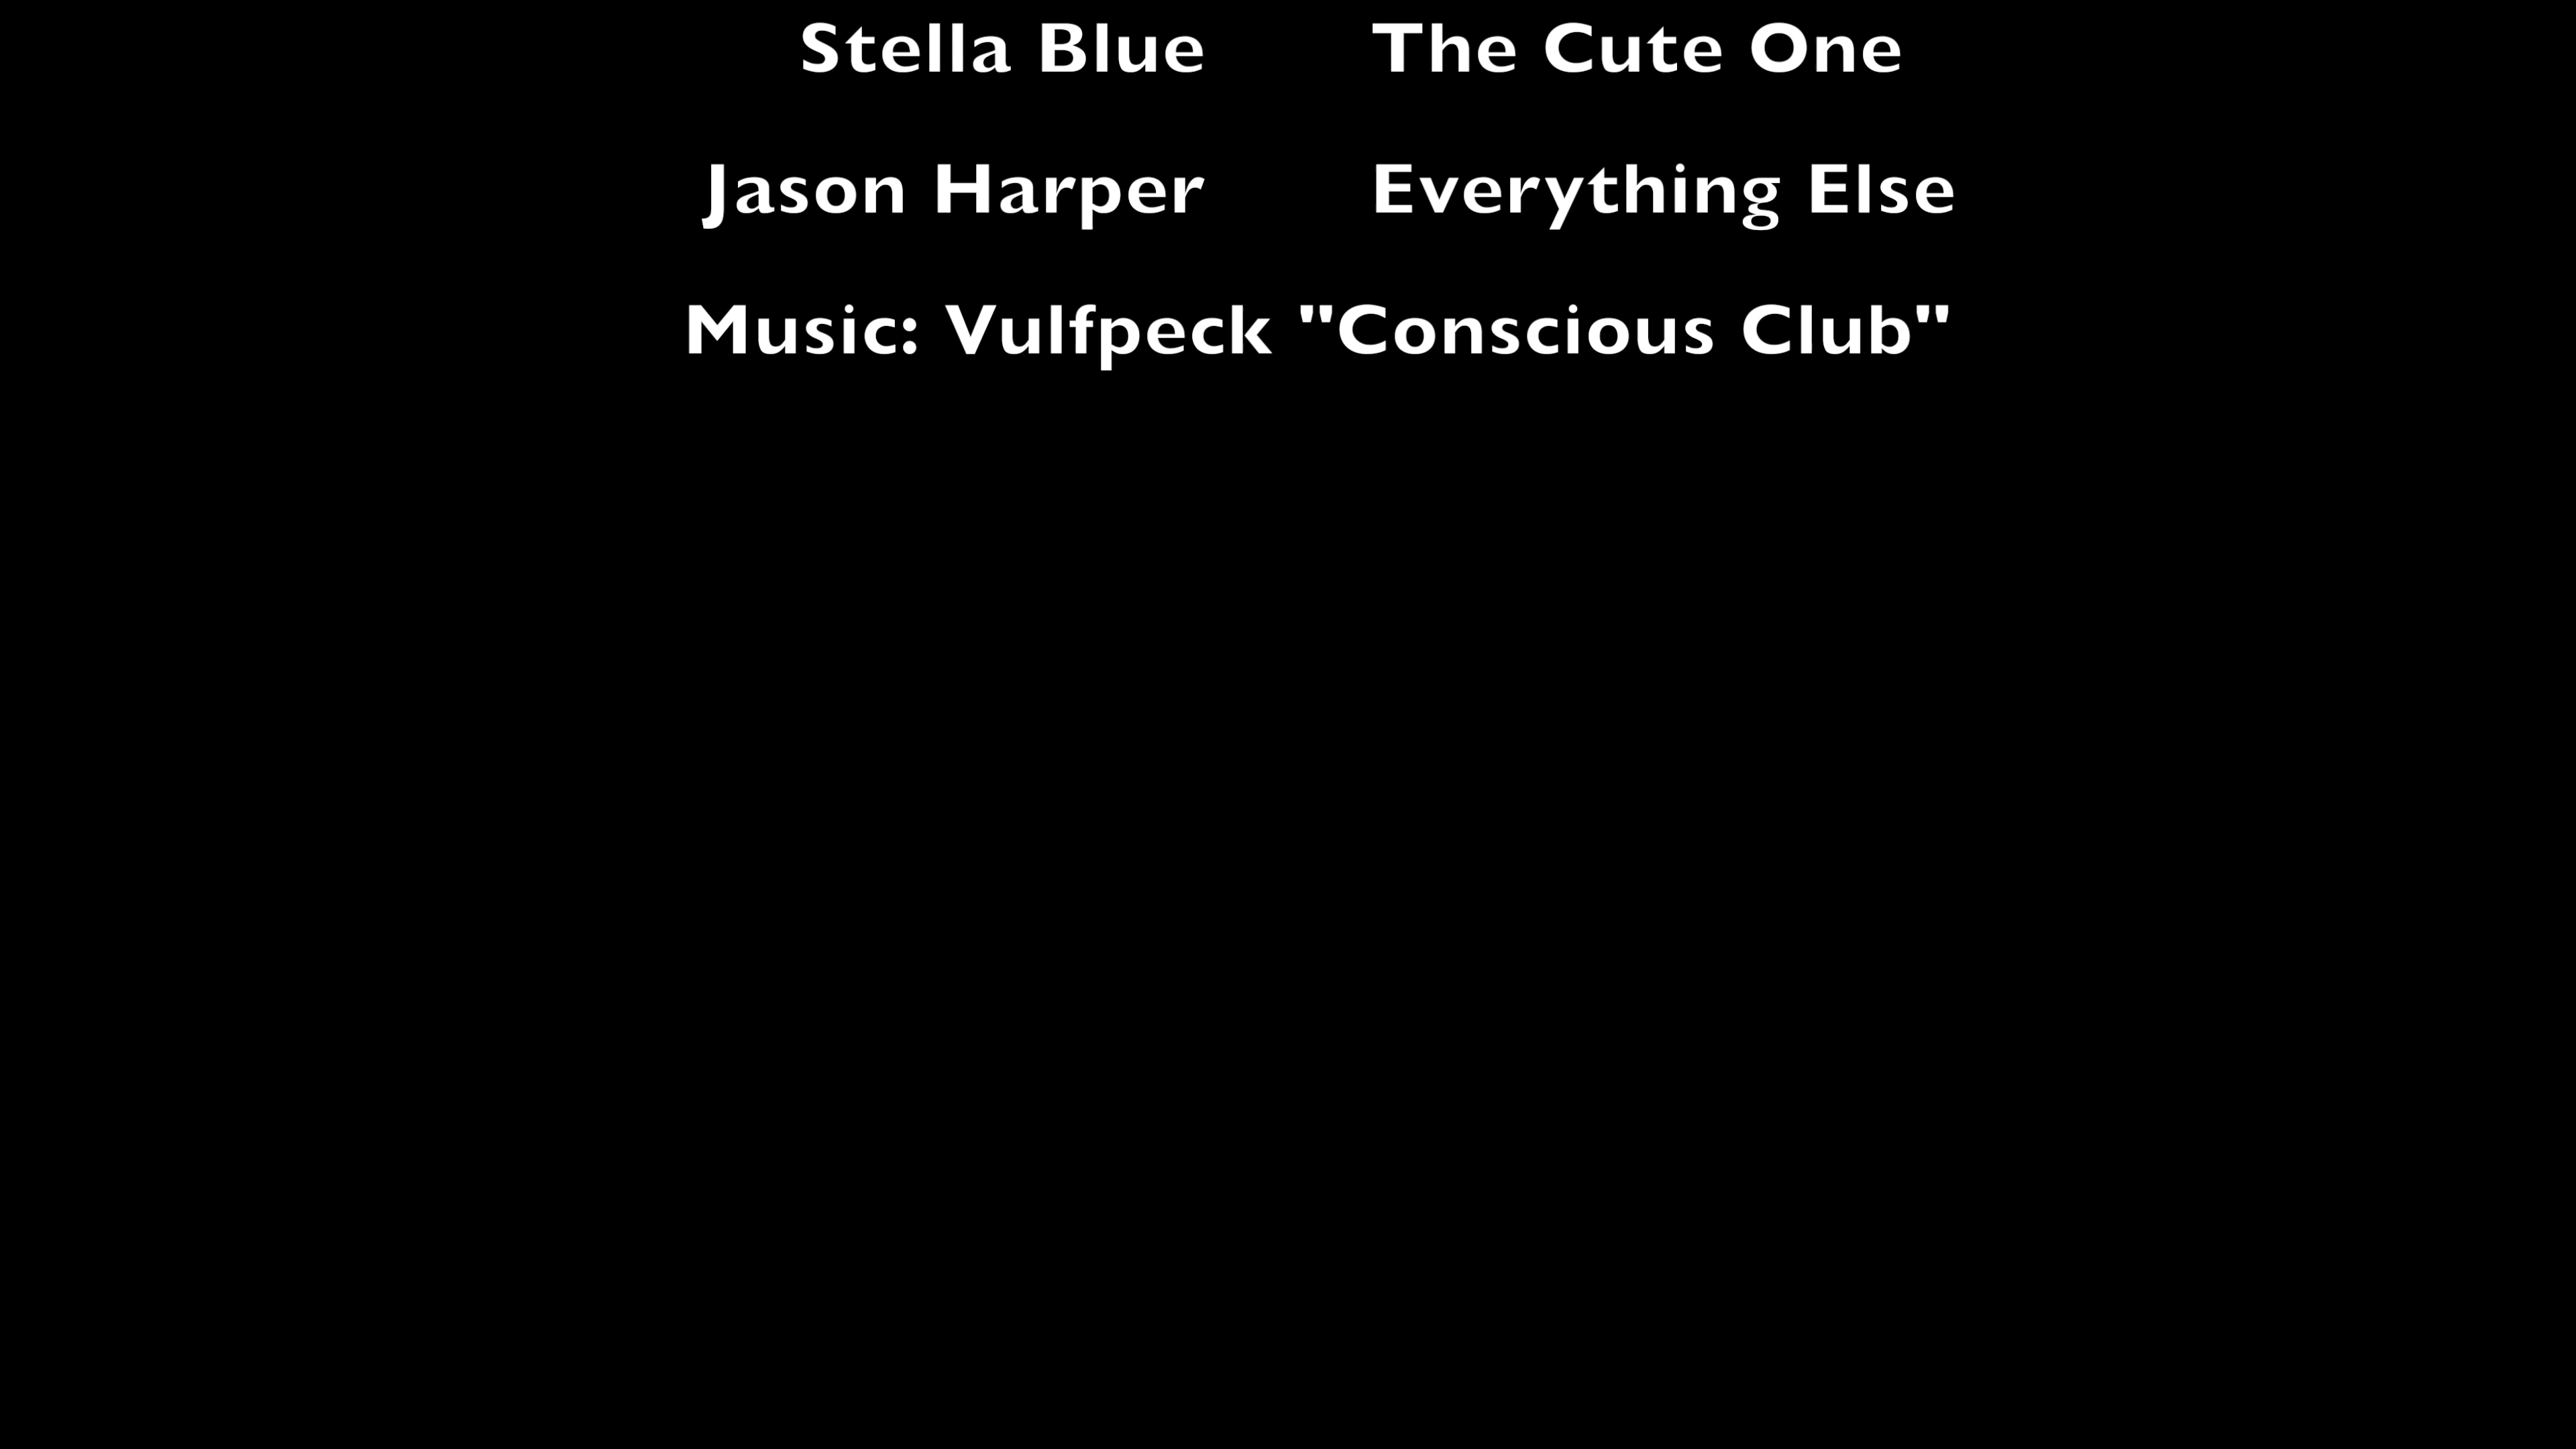 Stella Blue The Cute One
Jason Harper Everything Else
Music: Vulfpeck "Conscious Club"